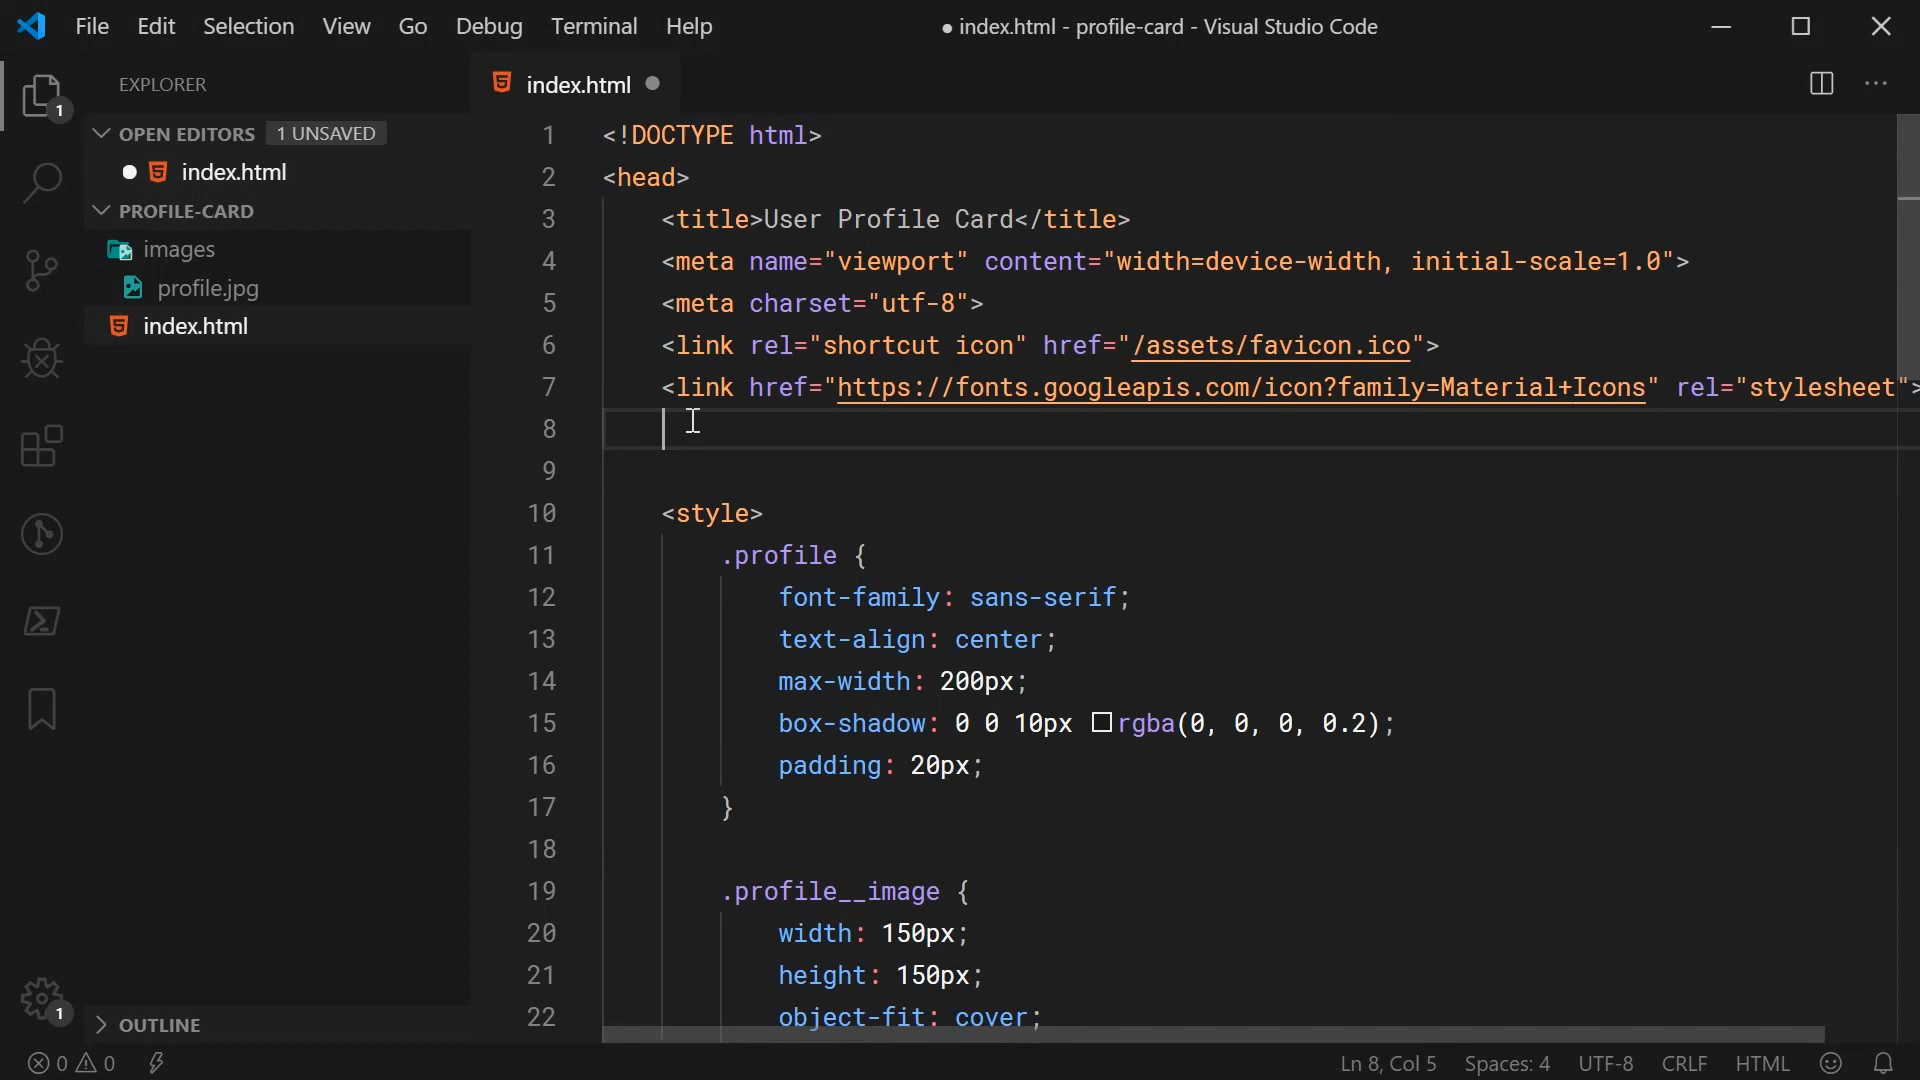 File Edit Selection View Go Debug Terminal Help
● index.html - profile-card - Visual Studio Code
EXPLORER
OPEN EDITORS 1 UNSAVED
index.html
PROFILE-CARD
images
profile.jpg
index.html
OUTLINE
1
1
index.html
1 <!DOCTYPE html>
2 <head>
3 <title>User Profile Card</title>
4 <meta name="viewport" content="width=device-width, initial-scale=1.0">
5 <meta charset="utf-8">
6 <link rel="shortcut icon" href="/assets/favicon.ico">
7 <link href="https://fonts.googleapis.com/icon?family=Material+Icons" rel="stylesheet">
8
9
10 <style>
11 .profile {
12 font-family: sans-serif;
13 text-align: center;
14 max-width: 200px;
15 box-shadow: 0 0 10px rgba(0, 0, 0, 0.2);
16 padding: 20px;
17 }
18
19 .profile__image {
20 width: 150px;
21 height: 150px;
22 object-fit: cover;
0 0
Ln 8, Col 5 Spaces: 4 UTF-8 CRLF HTML